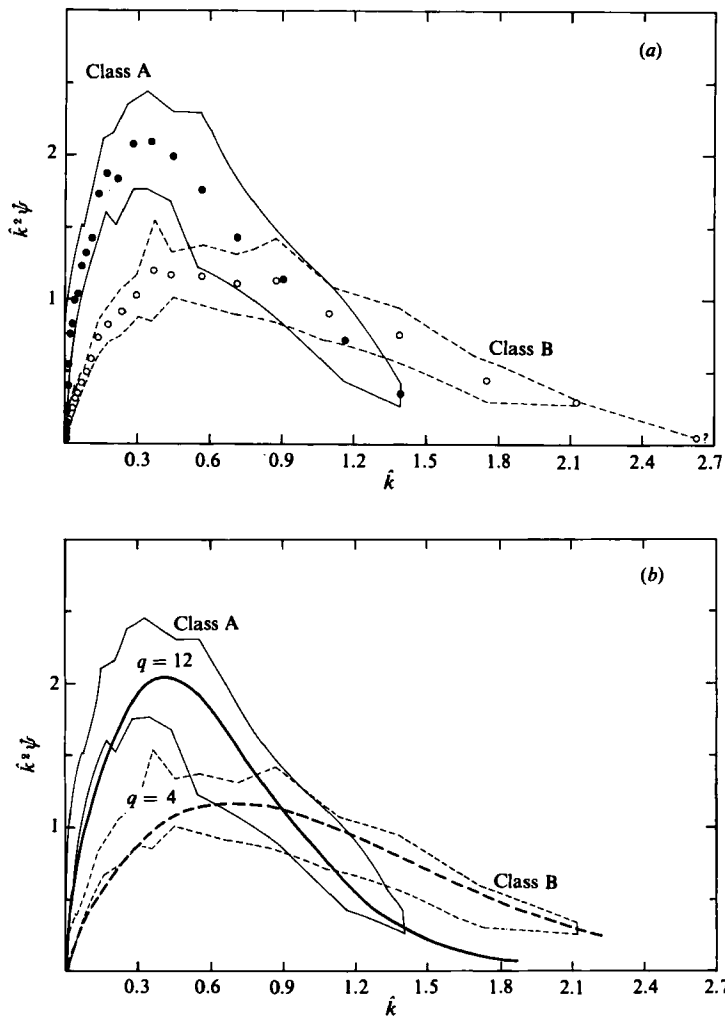 (a)
Class A
2
k̂²ψ̂
1
Class B
?
0.3 0.6 0.9 1.2 1.5 1.8 2.1 2.4 2.7
k̂
(b)
Class A
q = 12
2
k̂²ψ̂
q = 4
1
Class B
0.3 0.6 0.9 1.2 1.5 1.8 2.1 2.4 2.7
k̂